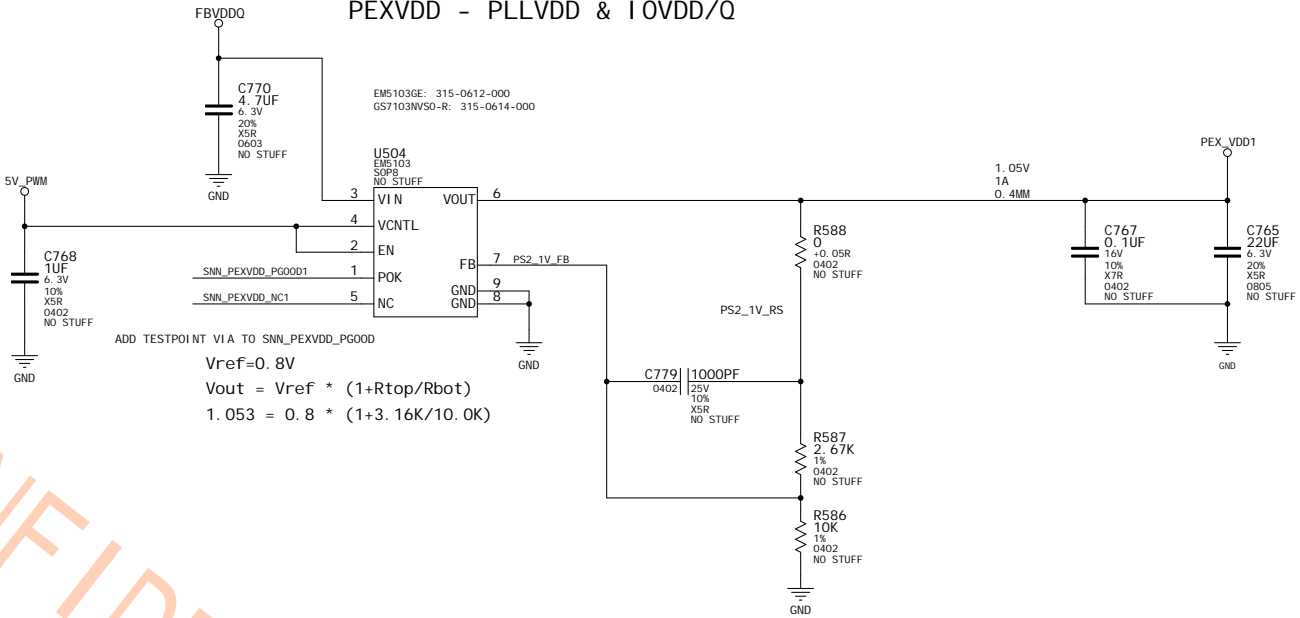 PEXVDD - PLLVDD & IOVDD/Q
FBVDDQ
C770
4.7UF
6.3V
20%
X5R
0603
NO STUFF
GND
EM5103GE: 315-0612-000
GS7103NVSO-R: 315-0614-000
U504
EM5103
SOP8
NO STUFF
3 VIN VOUT 6
4 VCNTL
2 EN
FB 7 PS2_1V_FB
SNN_PEXVDD_PGOOD1 1 POK
GND 9
SNN_PEXVDD_NC1 5 NC GND 8
GND
5V_PWM
C768
1UF
6.3V
10%
X5R
0402
NO STUFF
GND
ADD TESTPOINT VIA TO SNN_PEXVDD_PGOOD
Vref=0.8V
Vout = Vref * (1+Rtop/Rbot)
1.053 = 0.8 * (1+3.16K/10.0K)
1.05V
1A
0.4MM
PEX_VDD1
R588
0
+0.05R
0402
NO STUFF
PS2_1V_RS
C767
0.1UF
16V
10%
X7R
0402
NO STUFF
C765
22UF
6.3V
20%
X5R
0805
NO STUFF
GND
C779 1000PF
0402 25V
10%
X5R
NO STUFF
R587
2.67K
1%
0402
NO STUFF
R586
10K
1%
0402
NO STUFF
GND